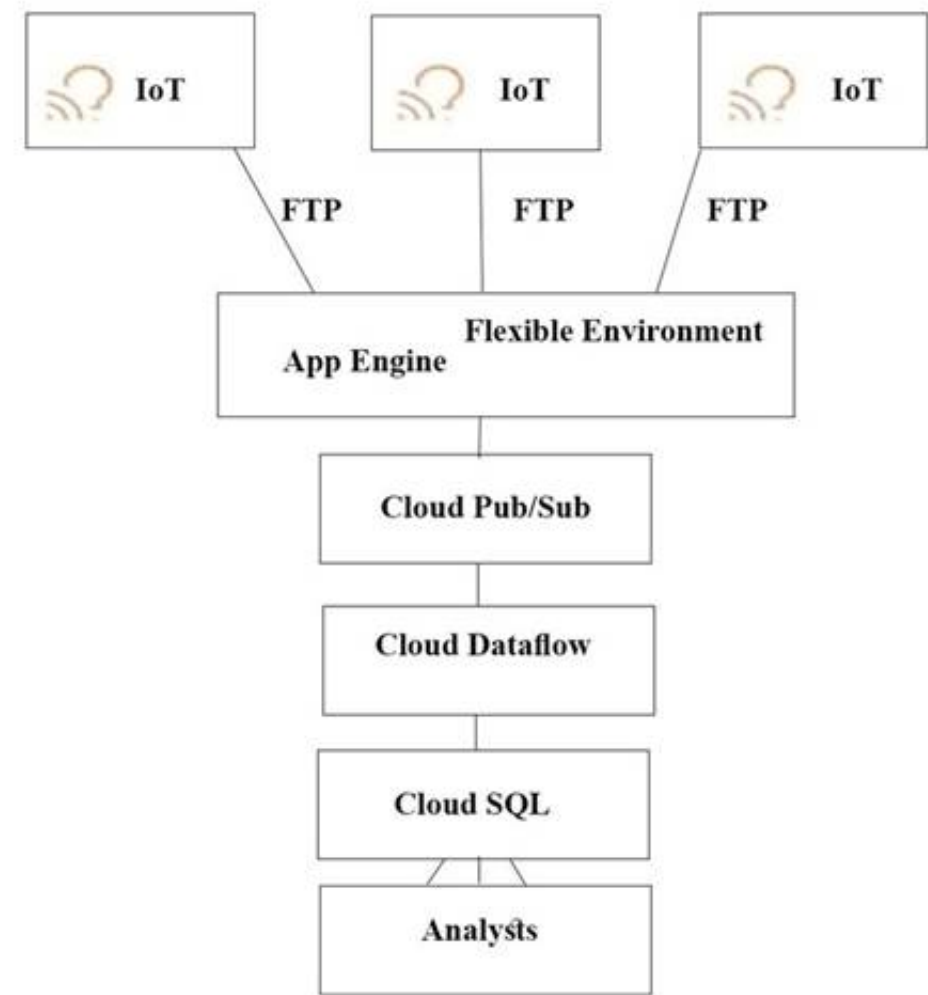 IoT
IoT
IoT
FTP
FTP
FTP
Flexible Environment
App Engine
Cloud Pub/Sub
Cloud Dataflow
Cloud SQL
Analysts